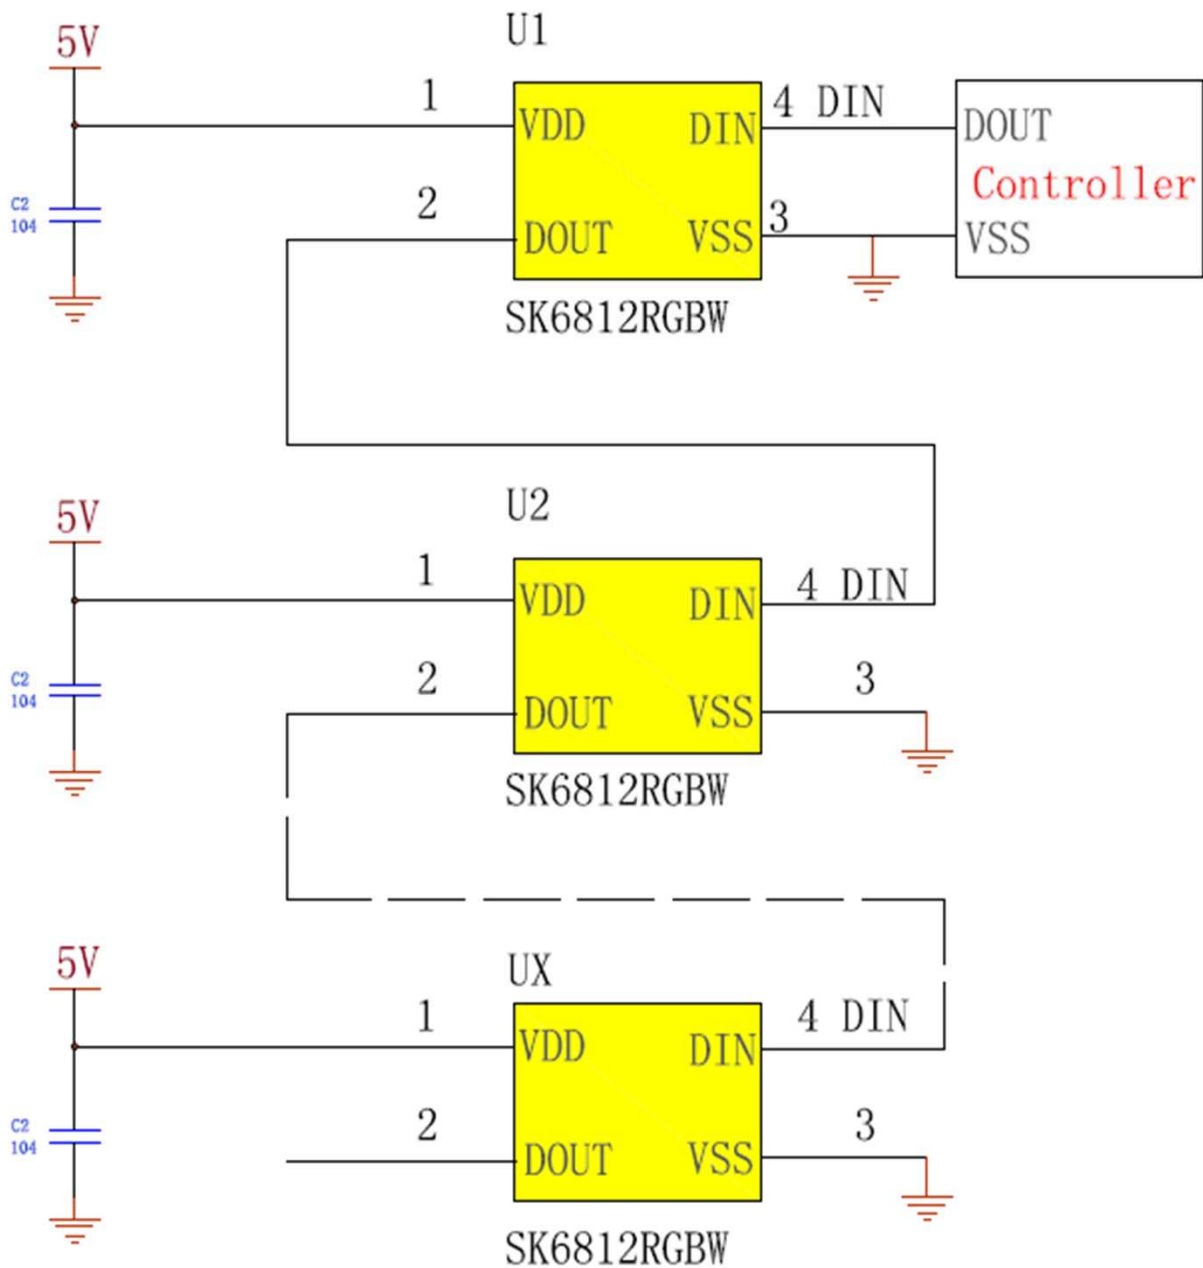 U1
5V
1
VDD
DIN
4 DIN
DOUT
Controller
C2
104
2
DOUT
VSS
3
VSS
SK6812RGBW
U2
5V
1
VDD
DIN
4 DIN
C2
104
2
DOUT
VSS
3
SK6812RGBW
UX
5V
1
VDD
DIN
4 DIN
C2
104
2
DOUT
VSS
3
SK6812RGBW